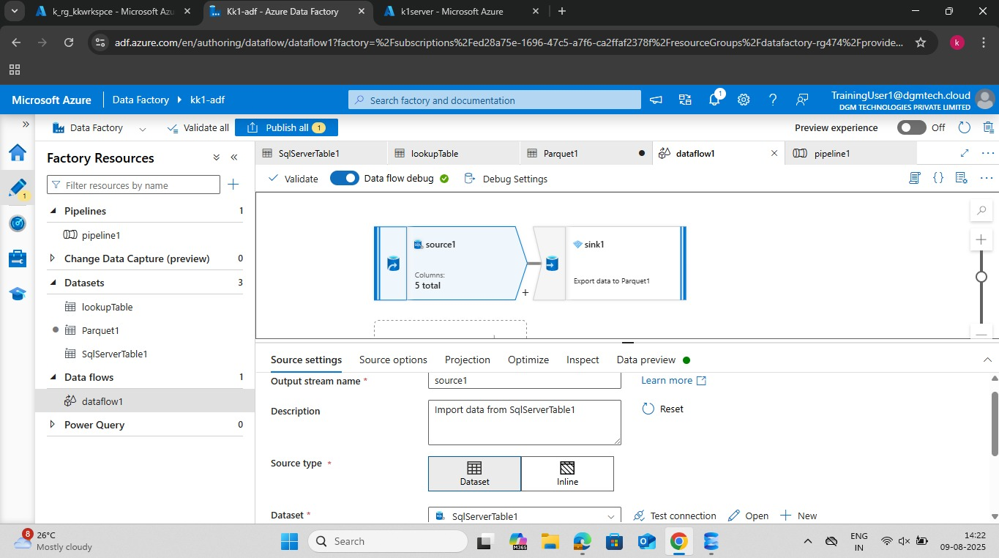 k_rg_kkwrkspce - Microsoft Azu
Kk1-adf - Azure Data Factory
k1server - Microsoft Azure
adf.azure.com/en/authoring/dataflow/dataflow1?factory=%2Fsubscriptions%2Fed28a75e-1696-47c5-a7f6-ca2ffaf2378f%2FresourceGroups%2Fdatafactory-rg474%2Fprovide...
k
Microsoft Azure
Data Factory
kk1-adf
Search factory and documentation
1
TrainingUser1@dgmtech.cloud
DGM TECHNOLOGIES PRIVATE LIMITED
Data Factory
Validate all
Publish all 1
Preview experience
Off
Factory Resources
SqlServerTable1
lookupTable
Parquet1
dataflow1
pipeline1
Validate
Data flow debug
Debug Settings
Filter resources by name
1
Pipelines 1
pipeline1
Change Data Capture (preview) 0
Datasets 3
lookupTable
Parquet1
SqlServerTable1
Data flows 1
dataflow1
Power Query 0
source1
Columns:
5 total
+
sink1
Export data to Parquet1
Source settings
Source options
Projection
Optimize
Inspect
Data preview
Output stream name *
source1
Learn more
Description
Import data from SqlServerTable1
Reset
Source type *
Dataset
Inline
Dataset *
SqlServerTable1
Test connection
Open
New
8
26°C
Mostly cloudy
Search
M365
ENG
IN
14:22
09-08-2025